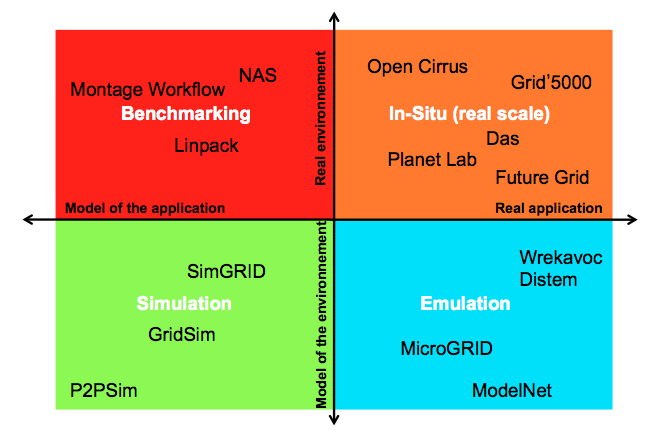 NAS
Montage Workflow
Benchmarking
Linpack
Model of the application
Real environnement
Open Cirrus
Grid'5000
In-Situ (real scale)
Das
Planet Lab
Future Grid
Real application
SimGRID
Simulation
GridSim
P2PSim
Model of the environnement
Wrekavoc
Distem
Emulation
MicroGRID
ModelNet